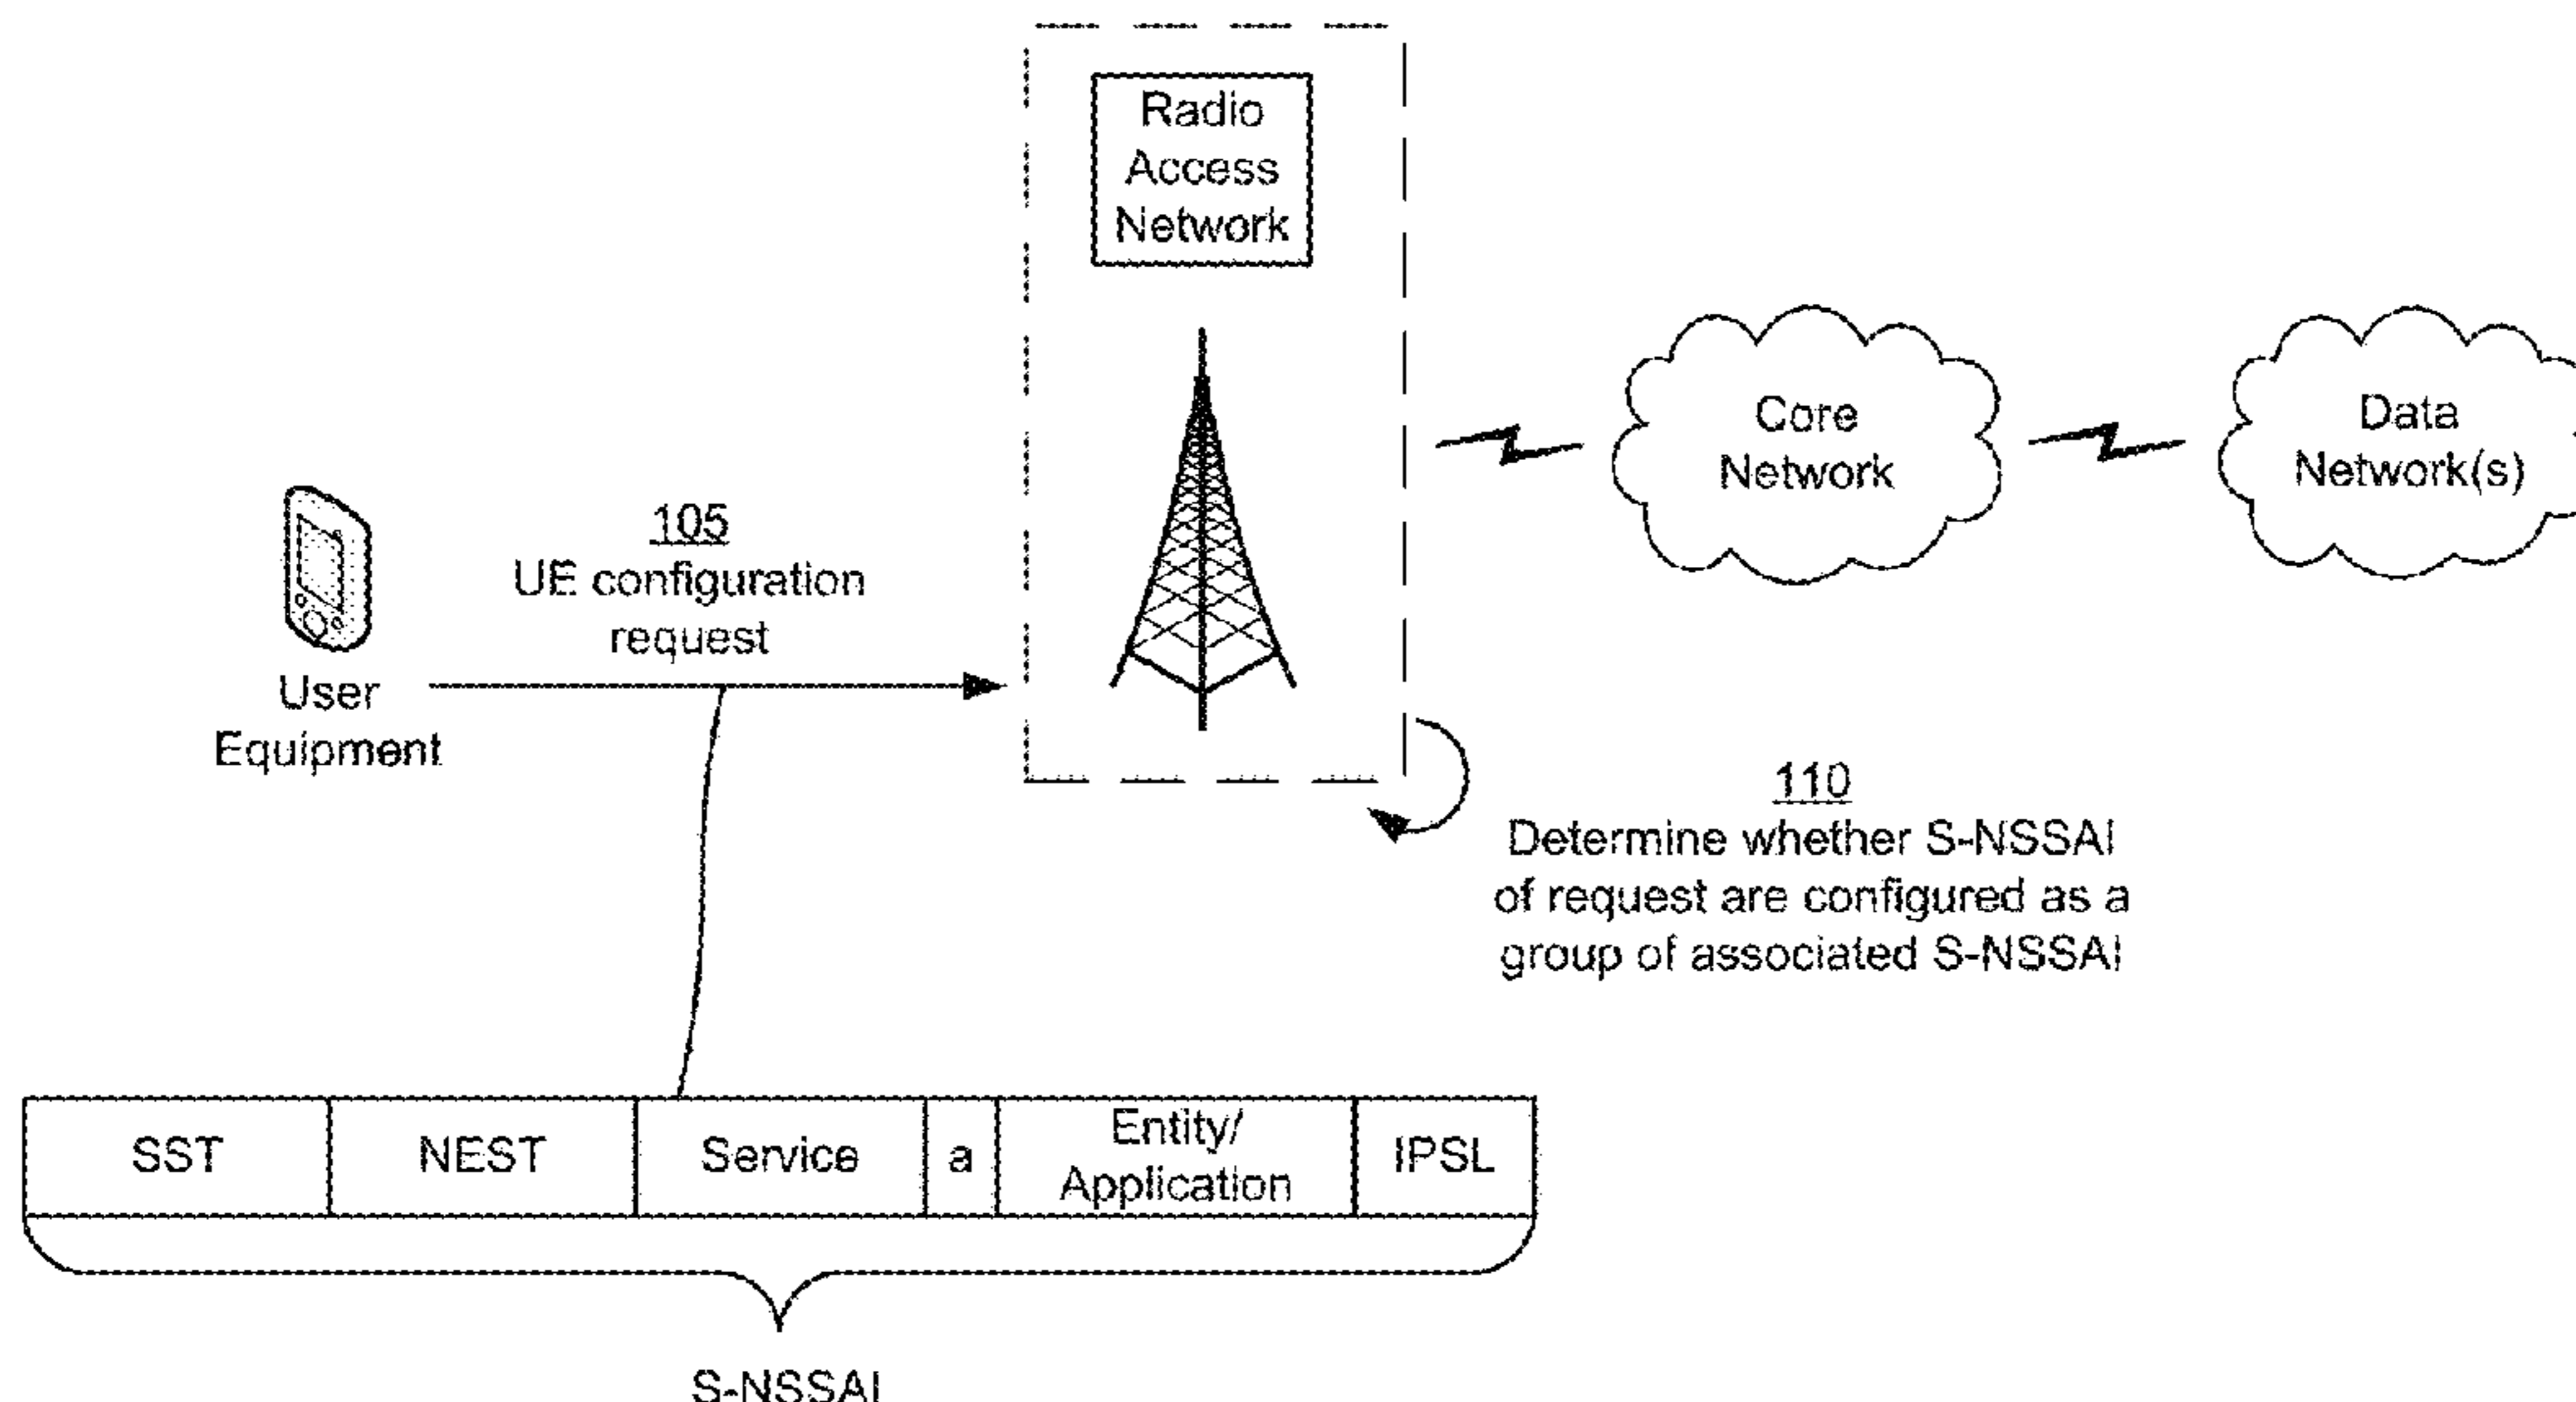 Radio
Access
Network
Core
Network
Data
Network(s)
105
UE configuration
request
User
Equipment
110
Determine whether S-NSSAI
of request are configured as a
group of associated S-NSSAI
SST
NEST
Service
a
Entity/
Application
IPSL
S-NSSAI